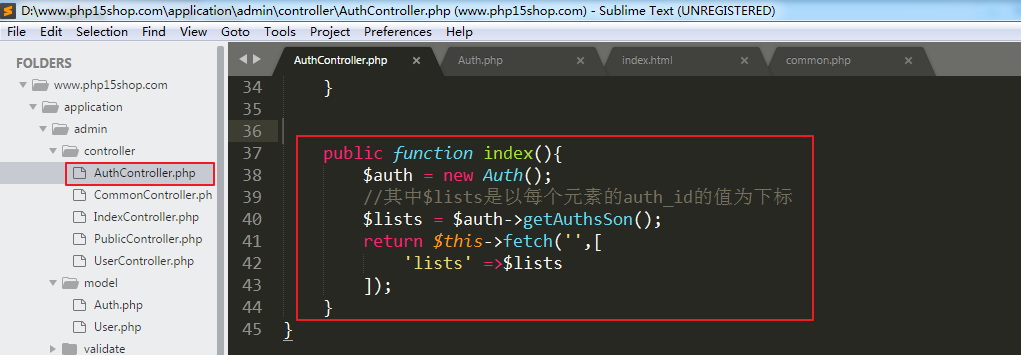 D:\www.php15shop.com\application\admin\controller\AuthController.php (www.php15shop.com) - Sublime Text (UNREGISTERED)
File Edit Selection Find View Goto Tools Project Preferences Help
FOLDERS
www.php15shop.com
application
admin
controller
AuthController.php
CommonController.ph
IndexController.php
PublicController.php
UserController.php
model
Auth.php
User.php
validate
AuthController.php × Auth.php × index.html × common.php ×
34 }
35
36
37 public function index(){
38 $auth = new Auth();
39 //其中$lists是以每个元素的auth_id的值为下标
40 $lists = $auth->getAuthsSon();
41 return $this->fetch('',[
42 'lists' =>$lists
43 ]);
44 }
45 }